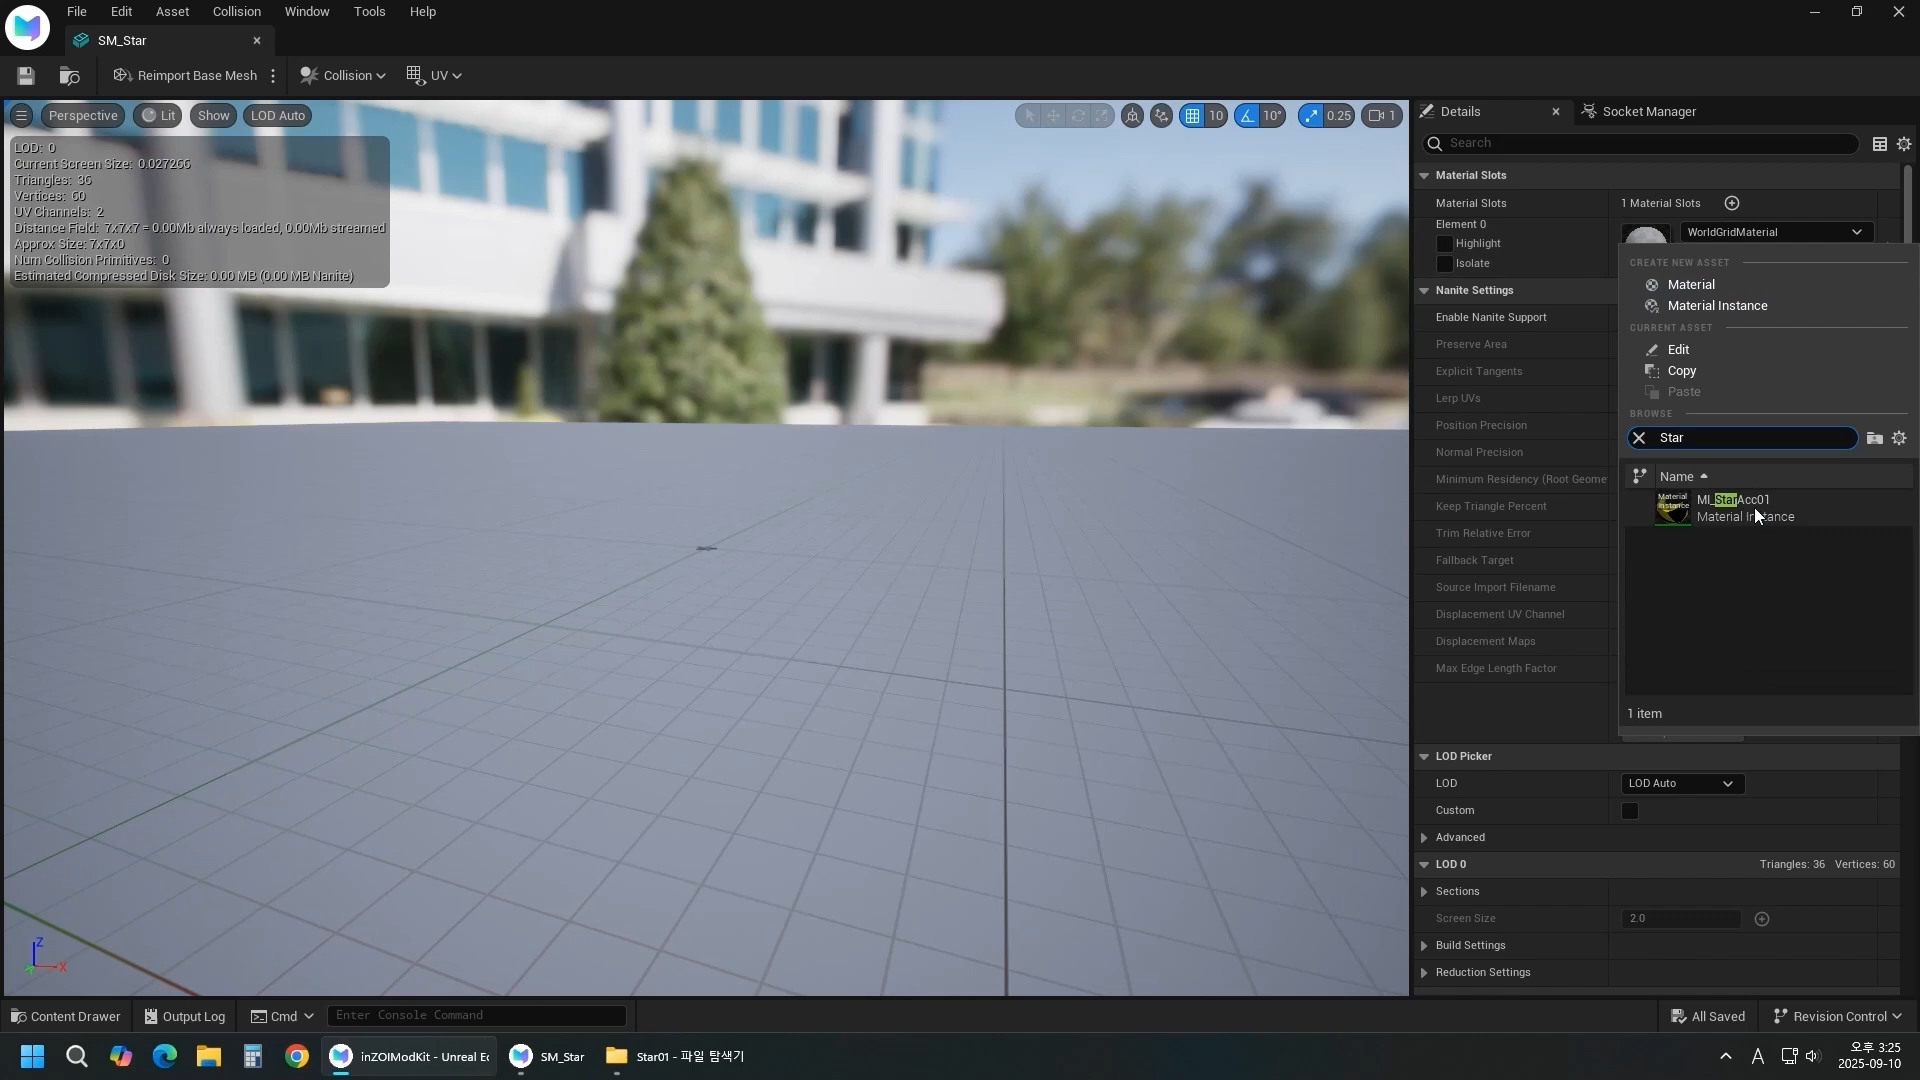 File Edit Asset Collision Window Tools Help
SM_Star
Reimport Base Mesh Collision UV
Perspective Lit Show LOD Auto
10 10° 0.25 1
LOD: 0
Current Screen Size: 0.027266
Triangles: 36
Vertices: 60
UV Channels: 2
Distance Field: 7x7x7 = 0.00Mb always loaded, 0.00Mb streamed
Approx Size: 7x7x0
Num Collision Primitives: 0
Estimated Compressed Disk Size: 0.00 MB (0.00 MB Nanite)
Z
X
Details Socket Manager
Search
Material Slots
Material Slots 1 Material Slots
Element 0
WorldGridMaterial
Highlight
Isolate
Nanite Settings
Enable Nanite Support
Preserve Area
Explicit Tangents
Lerp UVs
Position Precision
Normal Precision
Minimum Residency (Root Geome
Keep Triangle Percent
Trim Relative Error
Fallback Target
Source Import Filename
Displacement UV Channel
Displacement Maps
Max Edge Length Factor
CREATE NEW ASSET
Material
Material Instance
CURRENT ASSET
Edit
Copy
Paste
BROWSE
Star
Name
Material Instance
MI_StarAcc01
Material Instance
1 item
LOD Picker
LOD LOD Auto
Custom
Advanced
LOD 0 Triangles: 36 Vertices: 60
Sections
Screen Size 2.0
Build Settings
Reduction Settings
Content Drawer Output Log Cmd Enter Console Command All Saved Revision Control
inZOIModKit - Unreal Ec SM_Star Star01 - 파일 탐색기 A 오후 3:25
2025-09-10